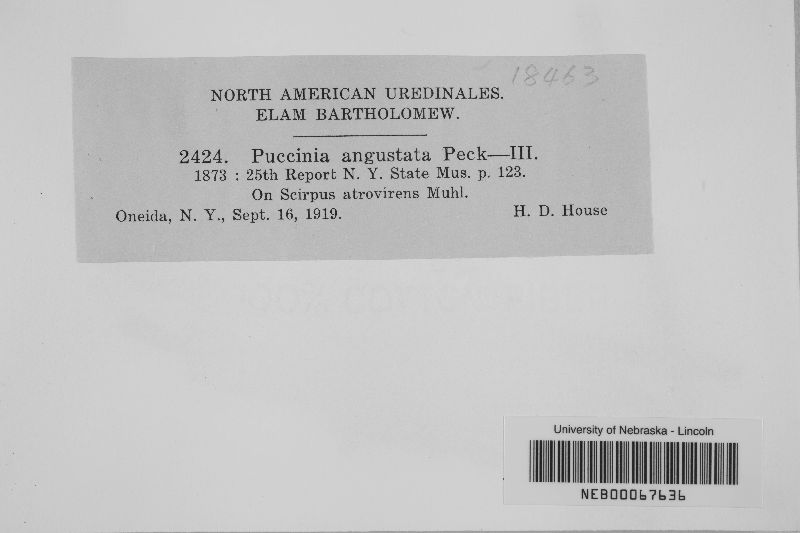 18463
NORTH AMERICAN UREDINALES.
ELAM BARTHOLOMEW.
2424. Puccinia angustata Peck—III.
1873 : 25th Report N. Y. State Mus. p. 123.
On Scirpus atrovirens Muhl.
Oneida, N. Y., Sept. 16, 1919. H. D. House
University of Nebraska - Lincoln
NEB00067636